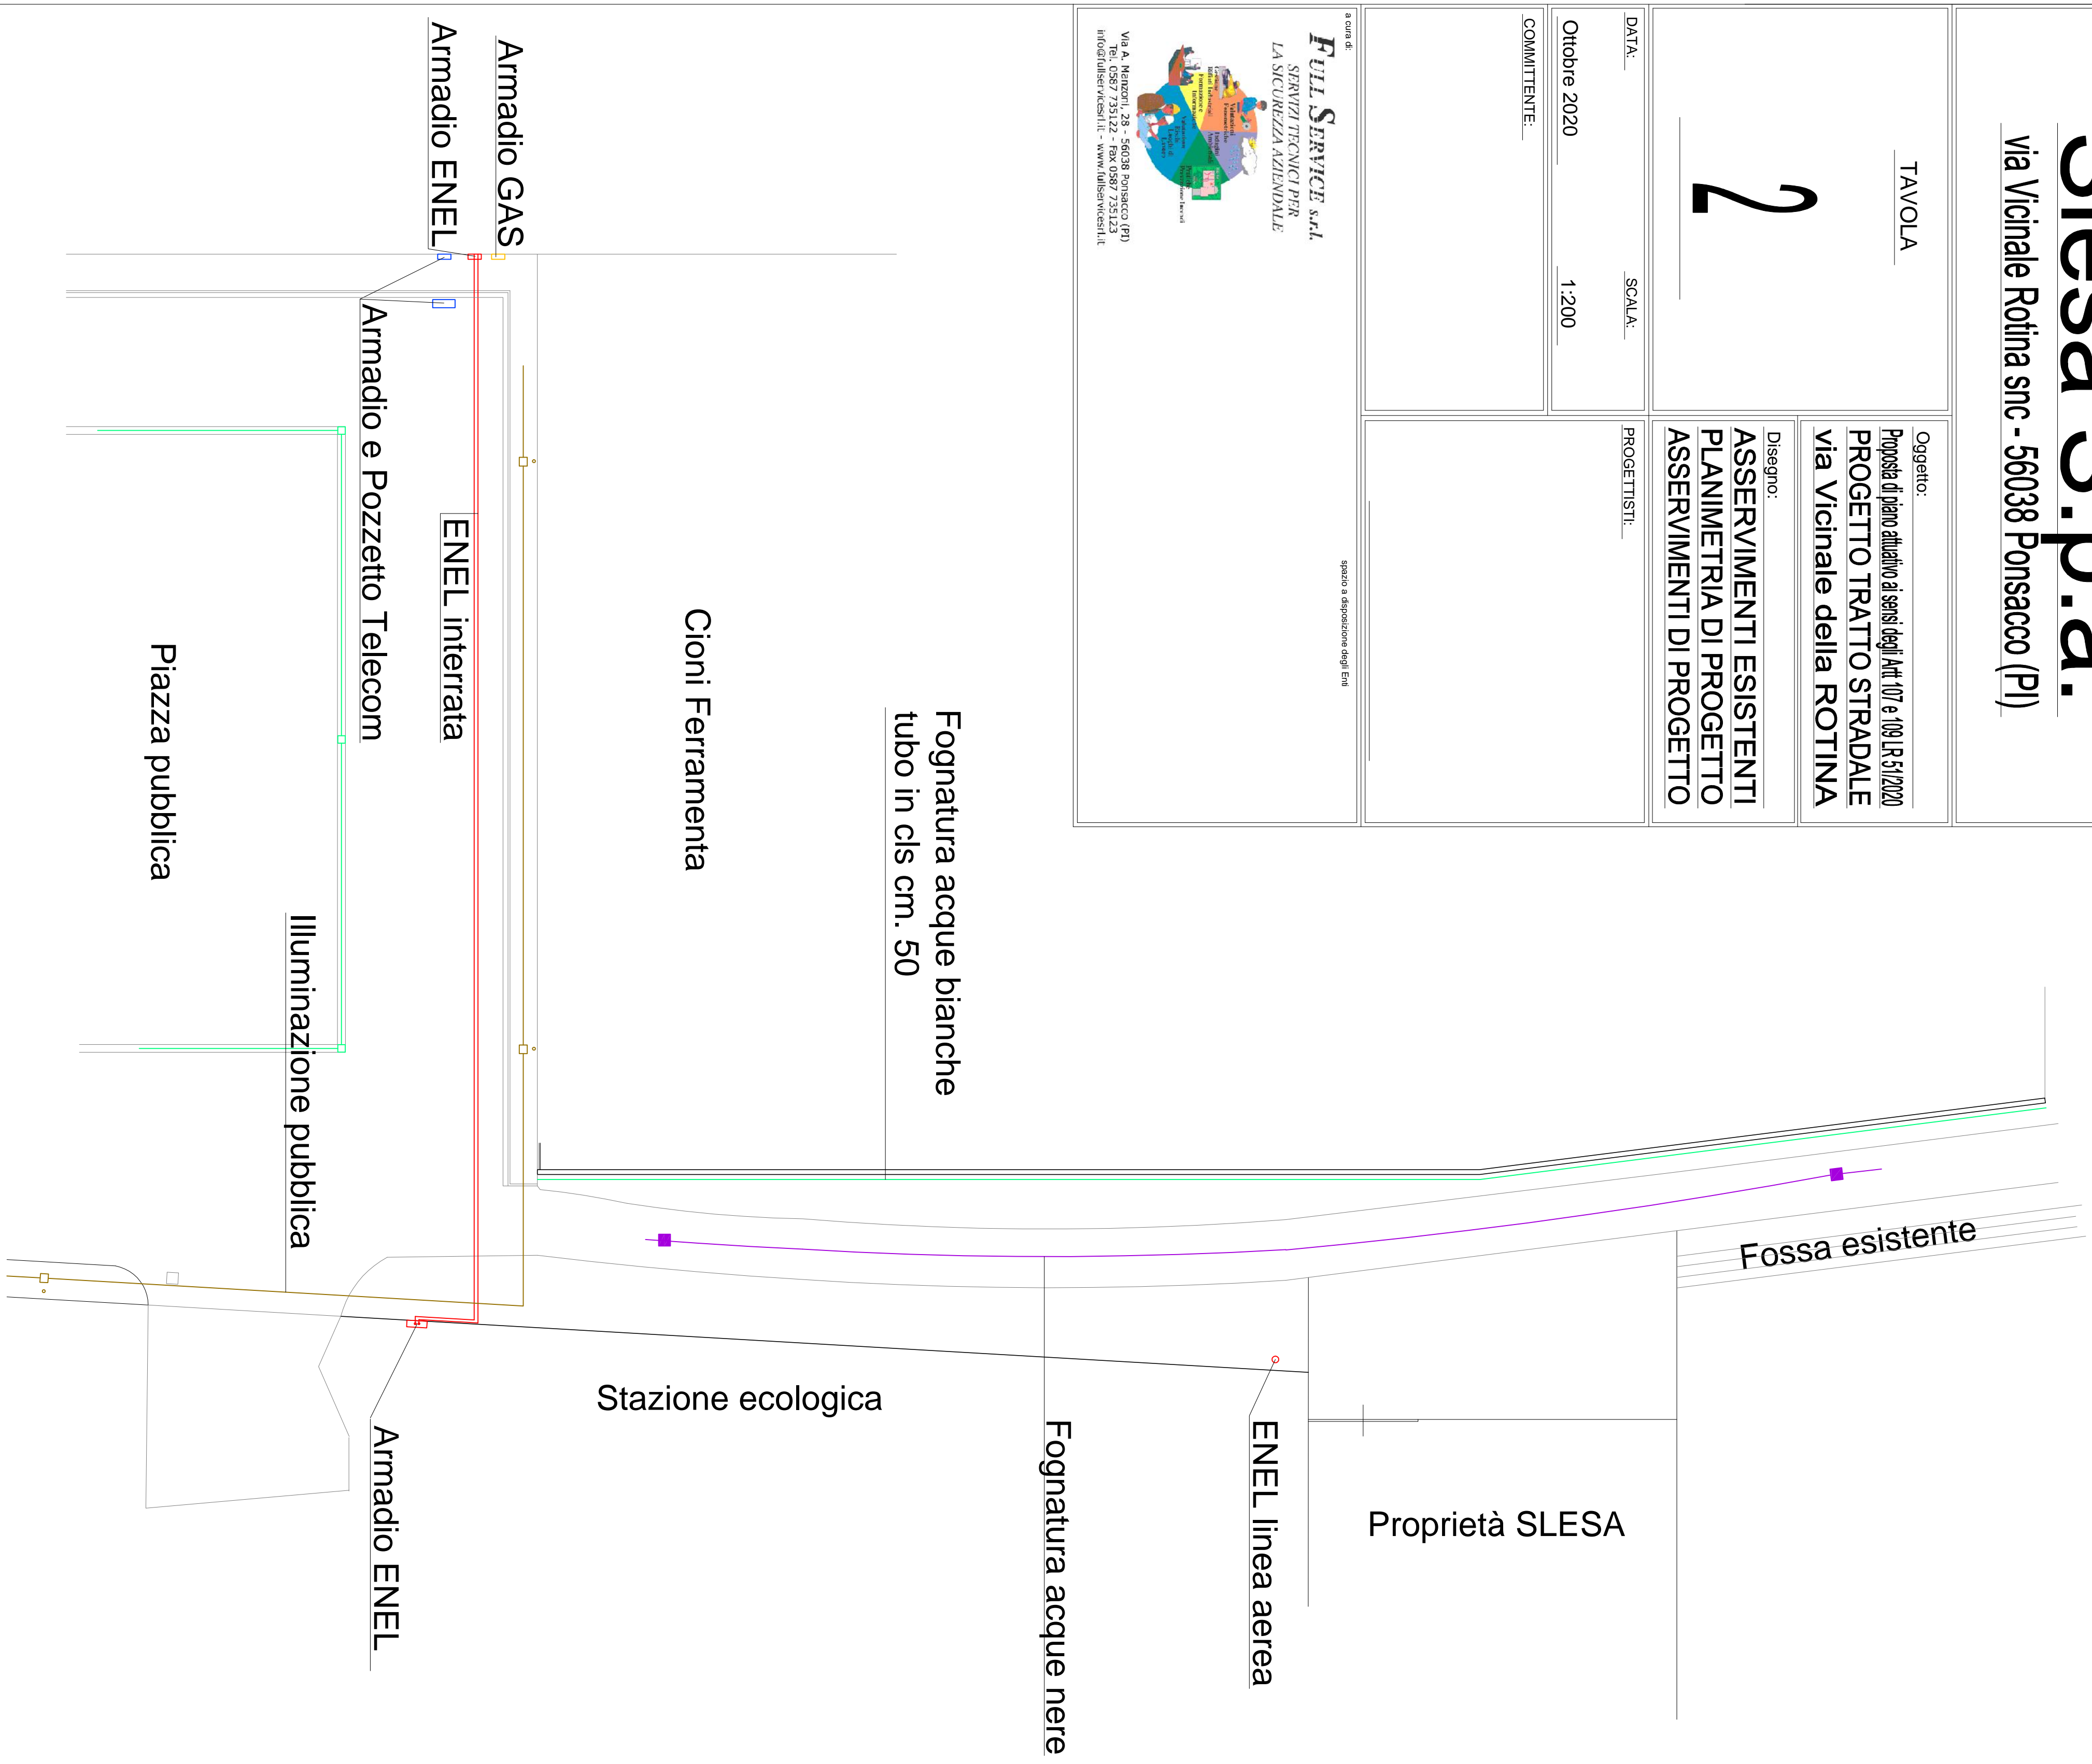 Slesa S.p.a.
via Vicinale Rotina snc - 56038 Ponsacco (PI)
TAVOLA
2
Oggetto:
Proposta di piano attuativo ai sensi degli Artt 107 e 109 LR 51/2020
PROGETTO TRATTO STRADALE
via Vicinale della ROTINA
Disegno:
ASSERVIMENTI ESISTENTI
PLANIMETRIA DI PROGETTO
ASSERVIMENTI DI PROGETTO
DATA:
SCALA:
Ottobre 2020
1:200
PROGETTISTI:
COMMITTENTE:
a cura di:
spazio a disposizione degli Enti
FULL SERVICE s.r.l.
SERVIZI TECNICI PER
LA SICUREZZA AZIENDALE
Valutazioni
Fonometriche
Rifiuti Industriali
Formazione e
Informazione
Via A. Manzoni, 28 - 56038 Ponsacco (PI)
Tel. 0587 735122 - Fax 0587 735123
info@fullservicesrl.it - www.fullservicesrl.it
Fognatura acque bianche
tubo in cls cm. 50
Cioni Ferramenta
Armadio GAS
Armadio ENEL
ENEL interrata
Armadio e Pozzetto Telecom
Illuminazione pubblica
Piazza pubblica
Fossa esistente
Proprietà SLESA
ENEL linea aerea
Fognatura acque nere
Stazione ecologica
Armadio ENEL